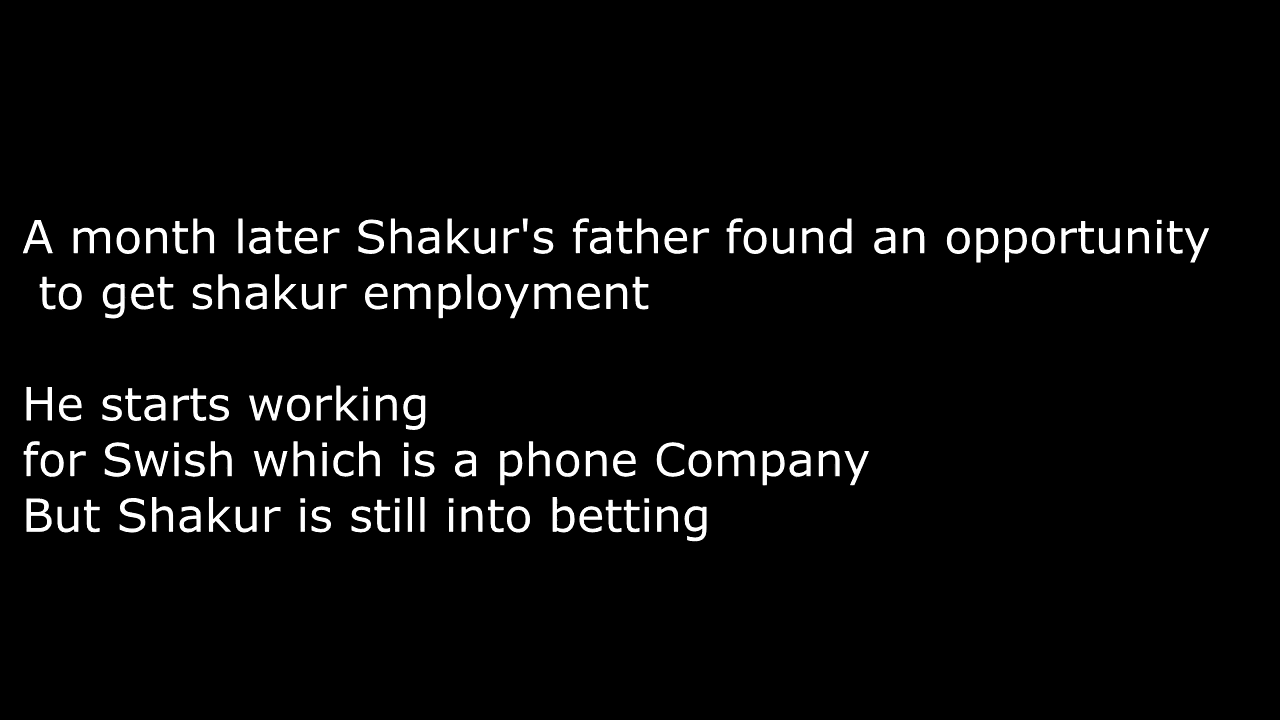 A month later Shakur's father found an opportunity
to get shakur employment
He starts working
for Swish which is a phone Company
But Shakur is still into betting